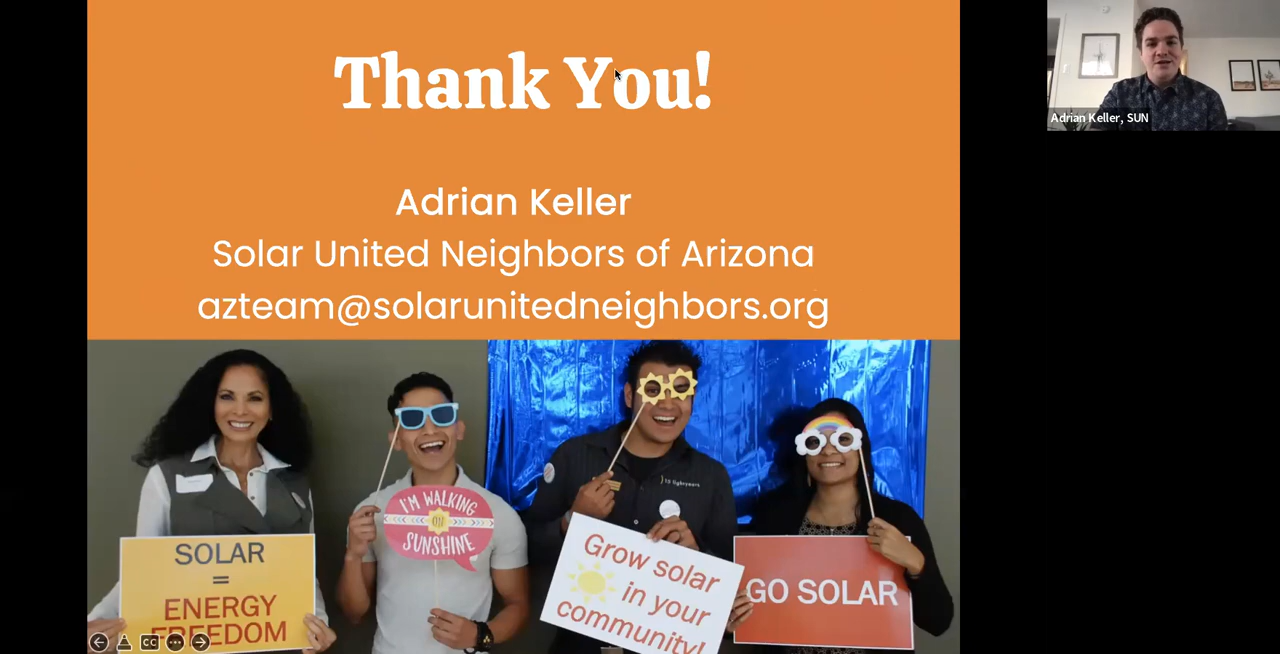 Thank You!
Adrian Keller
Solar United Neighbors of Arizona
azteam@solarunitedneighbors.org
Adrian Keller, SUN
I'M WALKING
ON
SUNSHINE
SOLAR
=
ENERGY
FREEDOM
Grow solar
in your
community!
GO SOLAR
CC